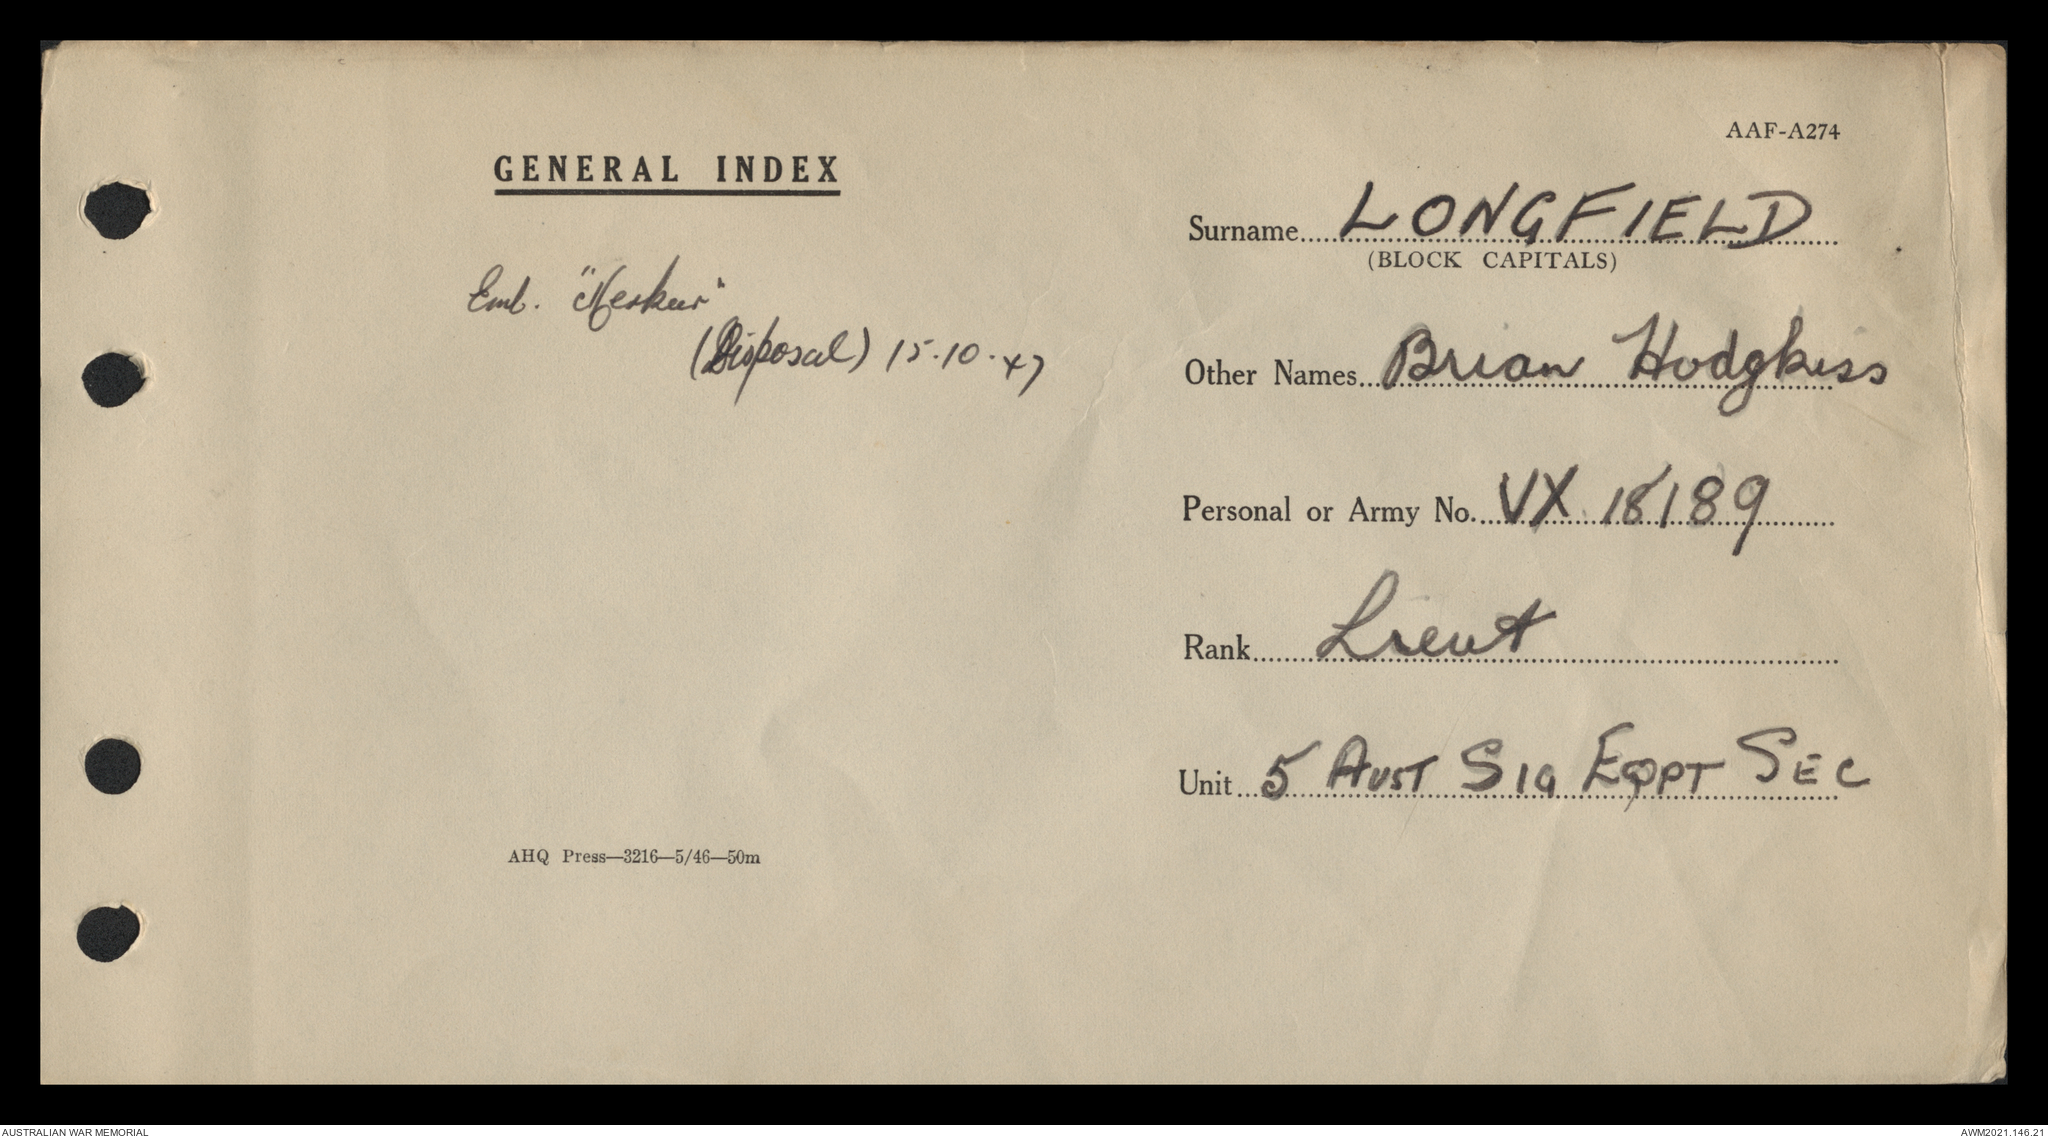 AAF-A274
GENERAL INDEX
Emb. "Merkur"
(Disposal) 15.10.47
AHQ Press—3216—5/46—50m
Surname LONGFIELD
(BLOCK CAPITALS)
Other Names Brian Hodgkiss
Personal or Army No. VX 18189
Rank Lieut
Unit 5 AUST SIG EQPT SEC
AUSTRALIAN WAR MEMORIAL
AWM2021.146.21